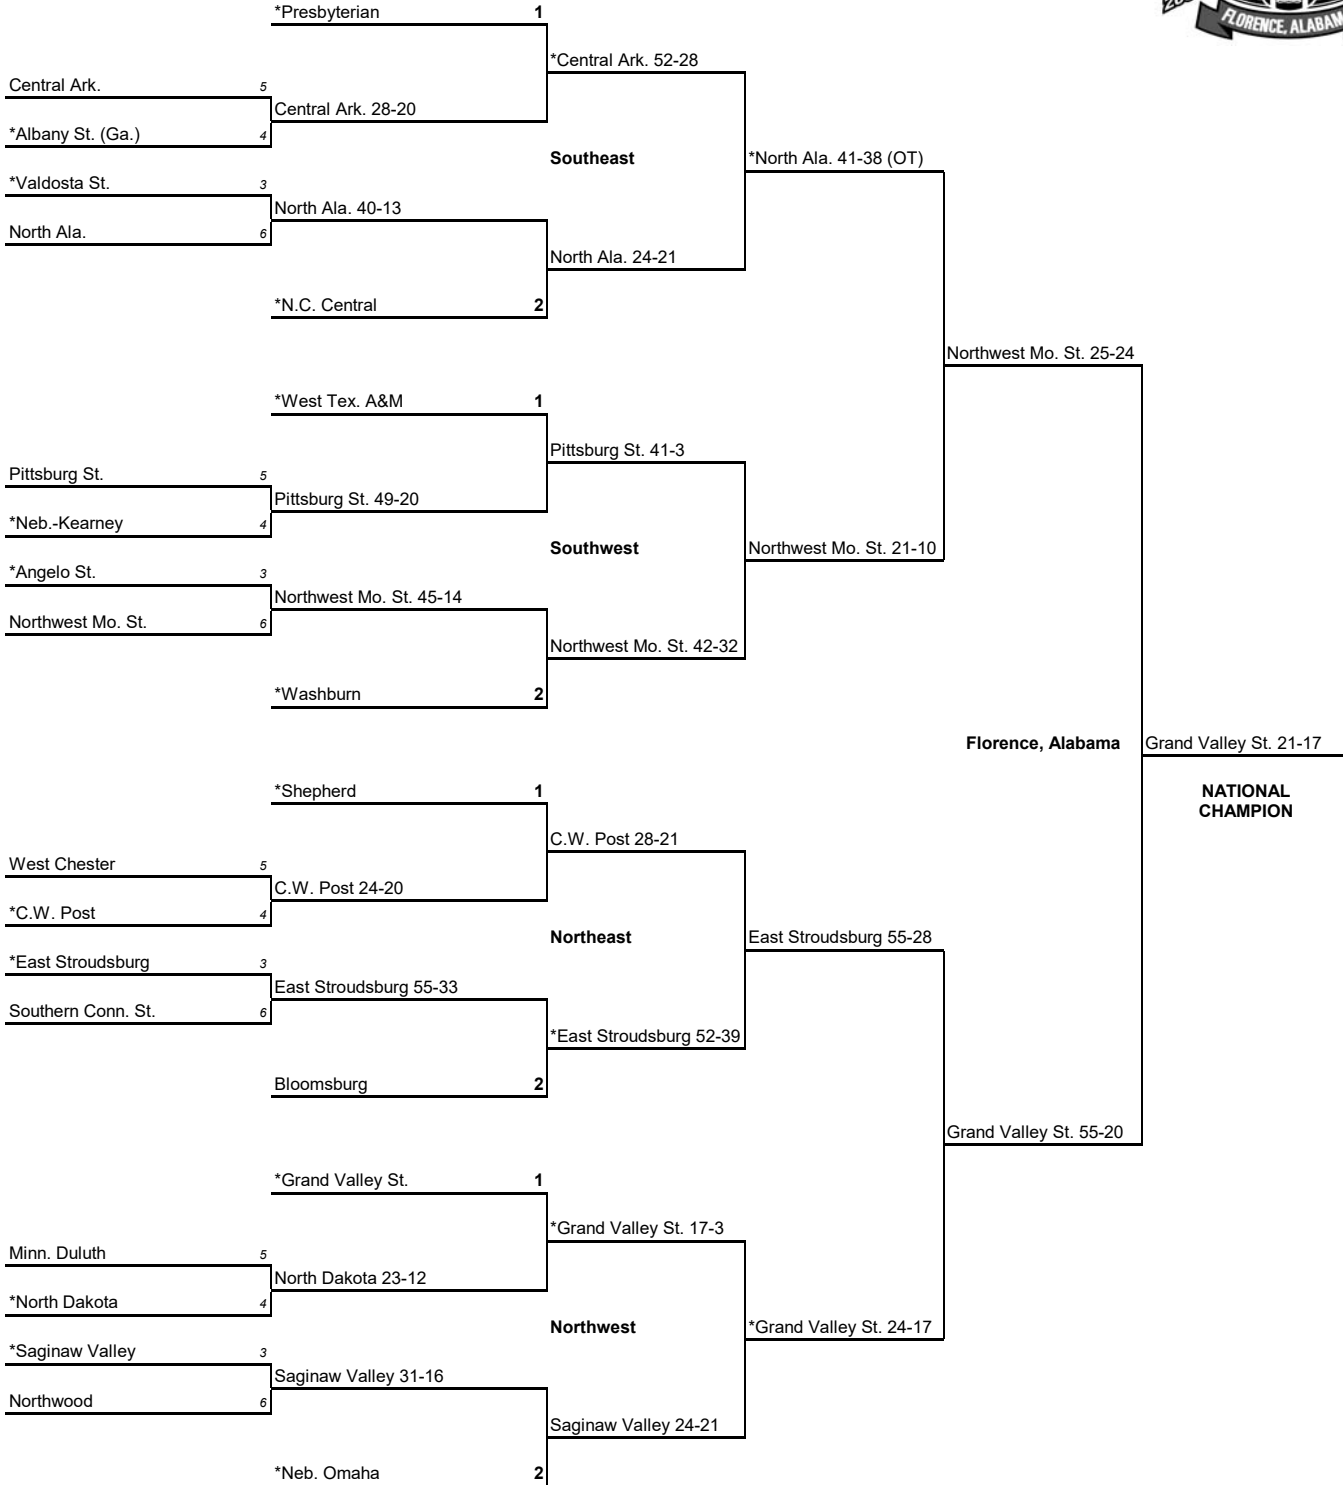 *Presbyterian 1
FLORENCE, ALABAM
*Central Ark. 52-28
Central Ark. 5
Central Ark. 28-20
*Albany St. (Ga.) 4
Southeast
*North Ala. 41-38 (OT)
*Valdosta St. 3
North Ala. 40-13
North Ala. 6
North Ala. 24-21
*N.C. Central 2
Northwest Mo. St. 25-24
*West Tex. A&M 1
Pittsburg St. 41-3
Pittsburg St. 5
Pittsburg St. 49-20
*Neb.-Kearney 4
Southwest
Northwest Mo. St. 21-10
*Angelo St. 3
Northwest Mo. St. 45-14
Northwest Mo. St. 6
Northwest Mo. St. 42-32
*Washburn 2
Florence, Alabama
Grand Valley St. 21-17
NATIONAL
CHAMPION
*Shepherd 1
C.W. Post 28-21
West Chester 5
C.W. Post 24-20
*C.W. Post 4
Northeast
East Stroudsburg 55-28
*East Stroudsburg 3
East Stroudsburg 55-33
Southern Conn. St. 6
*East Stroudsburg 52-39
Bloomsburg 2
Grand Valley St. 55-20
*Grand Valley St. 1
*Grand Valley St. 17-3
Minn. Duluth 5
North Dakota 23-12
*North Dakota 4
Northwest
*Grand Valley St. 24-17
*Saginaw Valley 3
Saginaw Valley 31-16
Northwood 6
Saginaw Valley 24-21
*Neb. Omaha 2